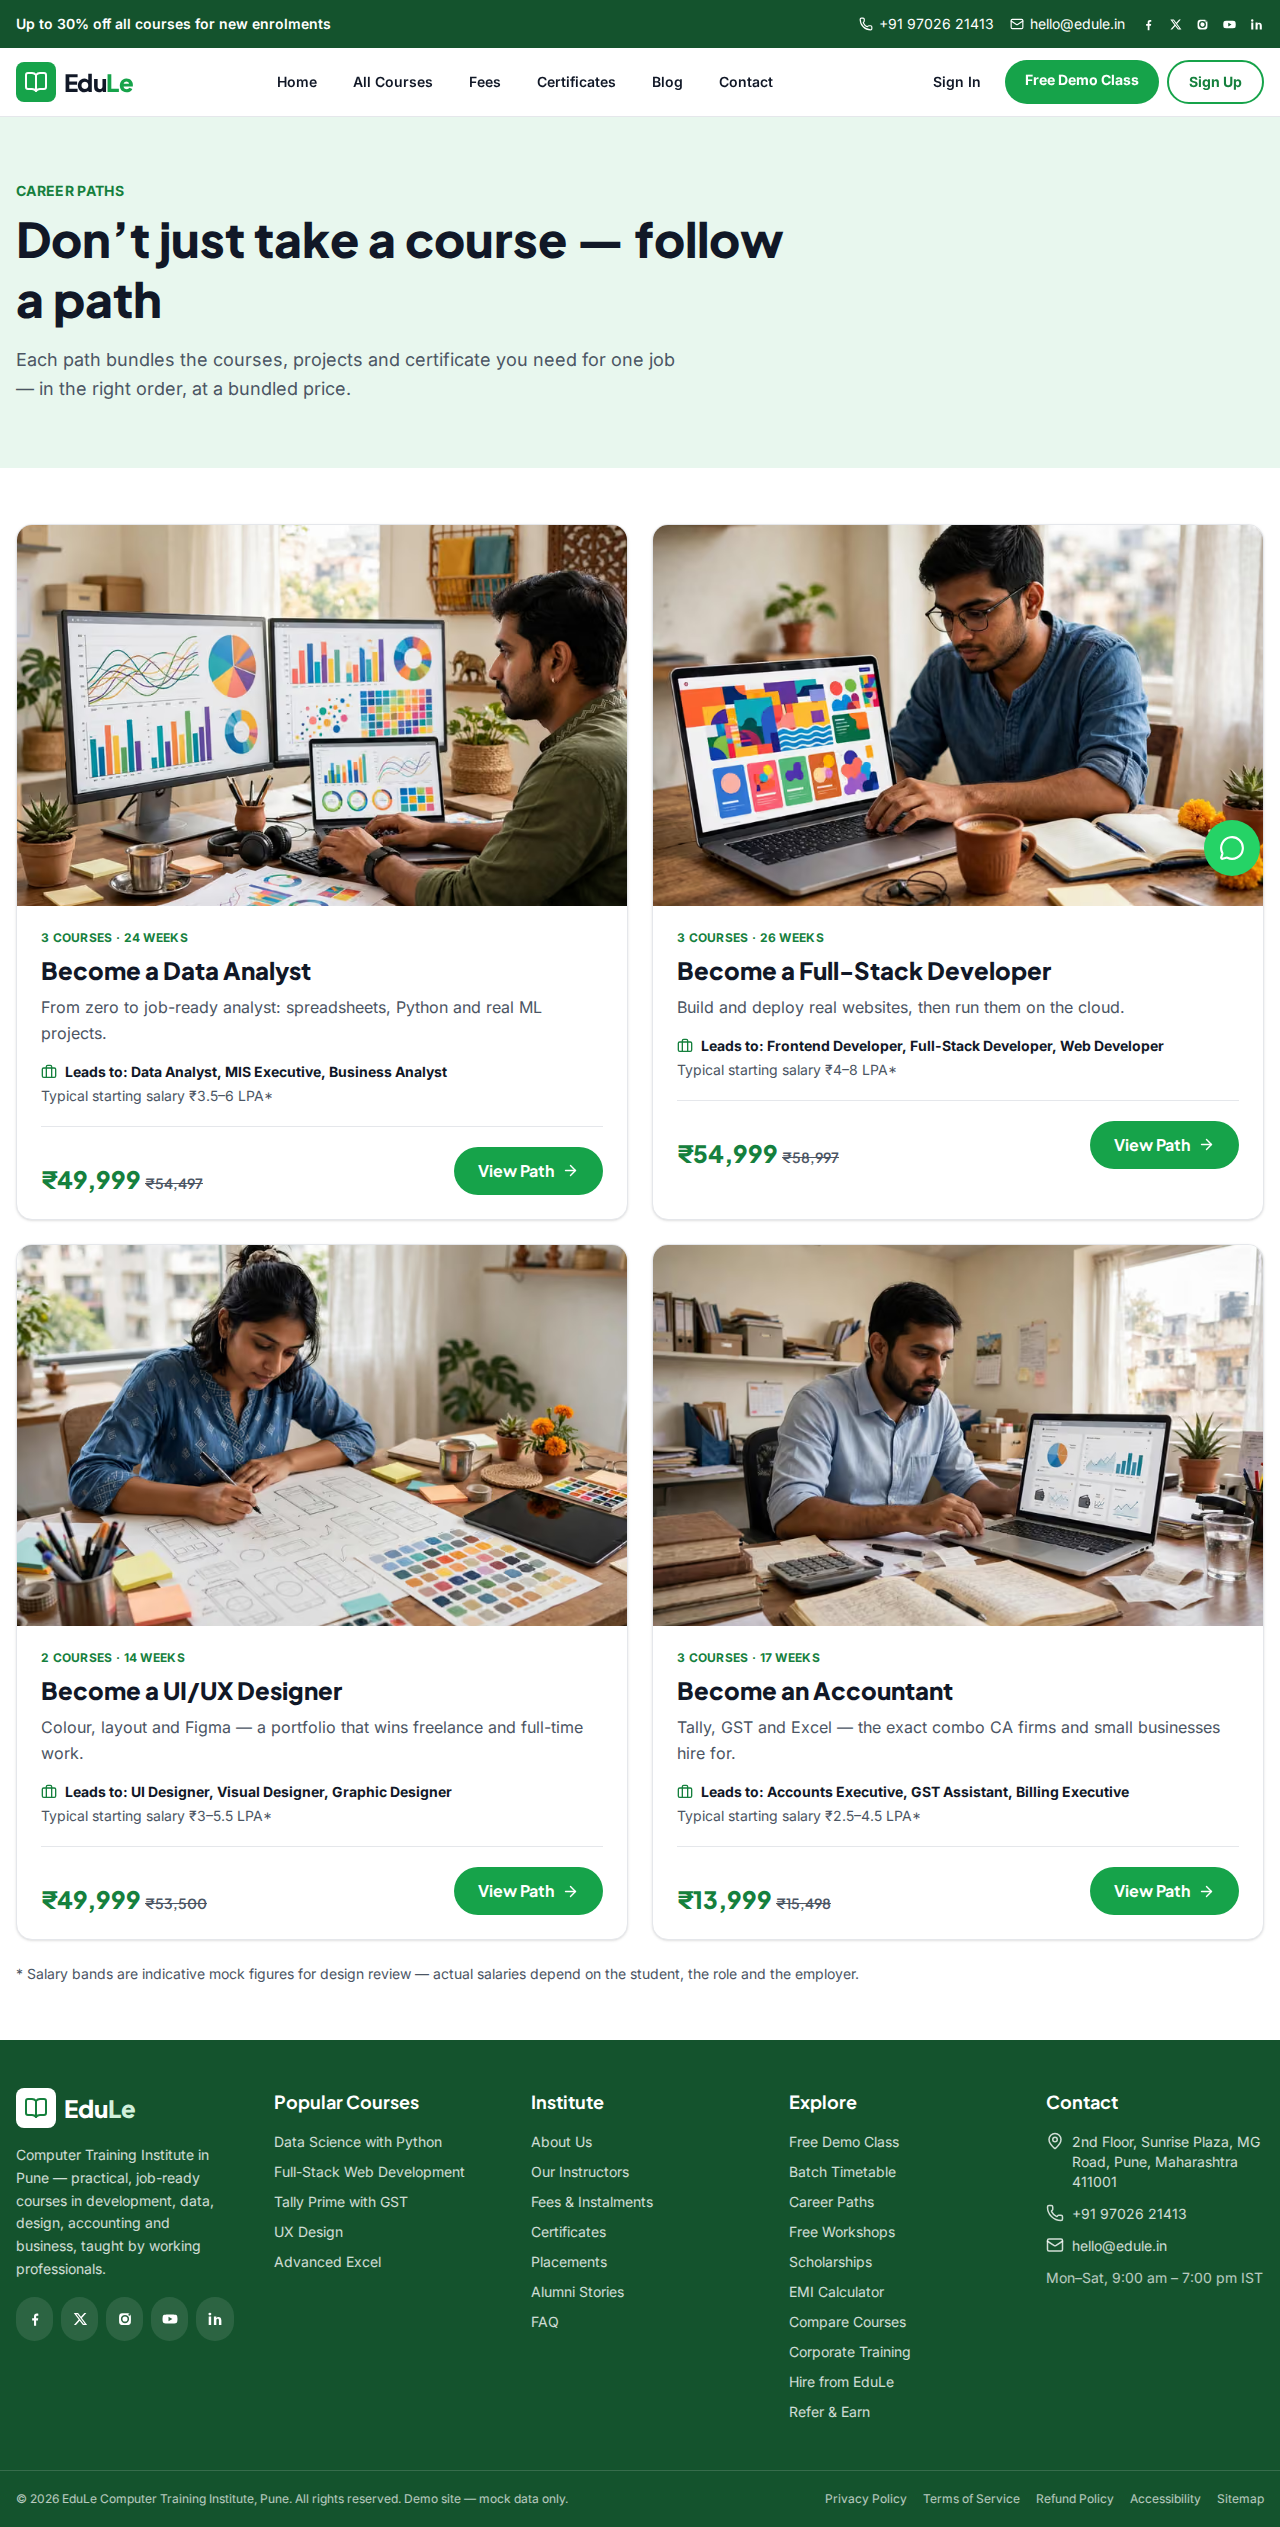 Up to 30% off all courses for new enrolments
+91 97026 21413
hello@edule.in
EduLe
Home
All Courses
Fees
Certificates
Blog
Contact
Sign In
Free Demo Class
Sign Up
CAREER PATHS
Don’t just take a course — follow
a path
Each path bundles the courses, projects and certificate you need for one job
— in the right order, at a bundled price.
3 COURSES · 24 WEEKS
Become a Data Analyst
From zero to job-ready analyst: spreadsheets, Python and real ML
projects.
Leads to: Data Analyst, MIS Executive, Business Analyst
Typical starting salary ₹3.5–6 LPA*
₹49,999 ₹54,497
View Path
3 COURSES · 26 WEEKS
Become a Full-Stack Developer
Build and deploy real websites, then run them on the cloud.
Leads to: Frontend Developer, Full-Stack Developer, Web Developer
Typical starting salary ₹4–8 LPA*
₹54,999 ₹58,997
View Path
2 COURSES · 14 WEEKS
Become a UI/UX Designer
Colour, layout and Figma — a portfolio that wins freelance and full-time
work.
Leads to: UI Designer, Visual Designer, Graphic Designer
Typical starting salary ₹3–5.5 LPA*
₹49,999 ₹53,500
View Path
3 COURSES · 17 WEEKS
Become an Accountant
Tally, GST and Excel — the exact combo CA firms and small businesses
hire for.
Leads to: Accounts Executive, GST Assistant, Billing Executive
Typical starting salary ₹2.5–4.5 LPA*
₹13,999 ₹15,498
View Path
* Salary bands are indicative mock figures for design review — actual salaries depend on the student, the role and the employer.
EduLe
Computer Training Institute in
Pune — practical, job-ready
courses in development, data,
design, accounting and
business, taught by working
professionals.
Popular Courses
Data Science with Python
Full-Stack Web Development
Tally Prime with GST
UX Design
Advanced Excel
Institute
About Us
Our Instructors
Fees & Instalments
Certificates
Placements
Alumni Stories
FAQ
Explore
Free Demo Class
Batch Timetable
Career Paths
Free Workshops
Scholarships
EMI Calculator
Compare Courses
Corporate Training
Hire from EduLe
Refer & Earn
Contact
2nd Floor, Sunrise Plaza, MG
Road, Pune, Maharashtra
411001
+91 97026 21413
hello@edule.in
Mon–Sat, 9:00 am – 7:00 pm IST
© 2026 EduLe Computer Training Institute, Pune. All rights reserved. Demo site — mock data only.
Privacy Policy
Terms of Service
Refund Policy
Accessibility
Sitemap